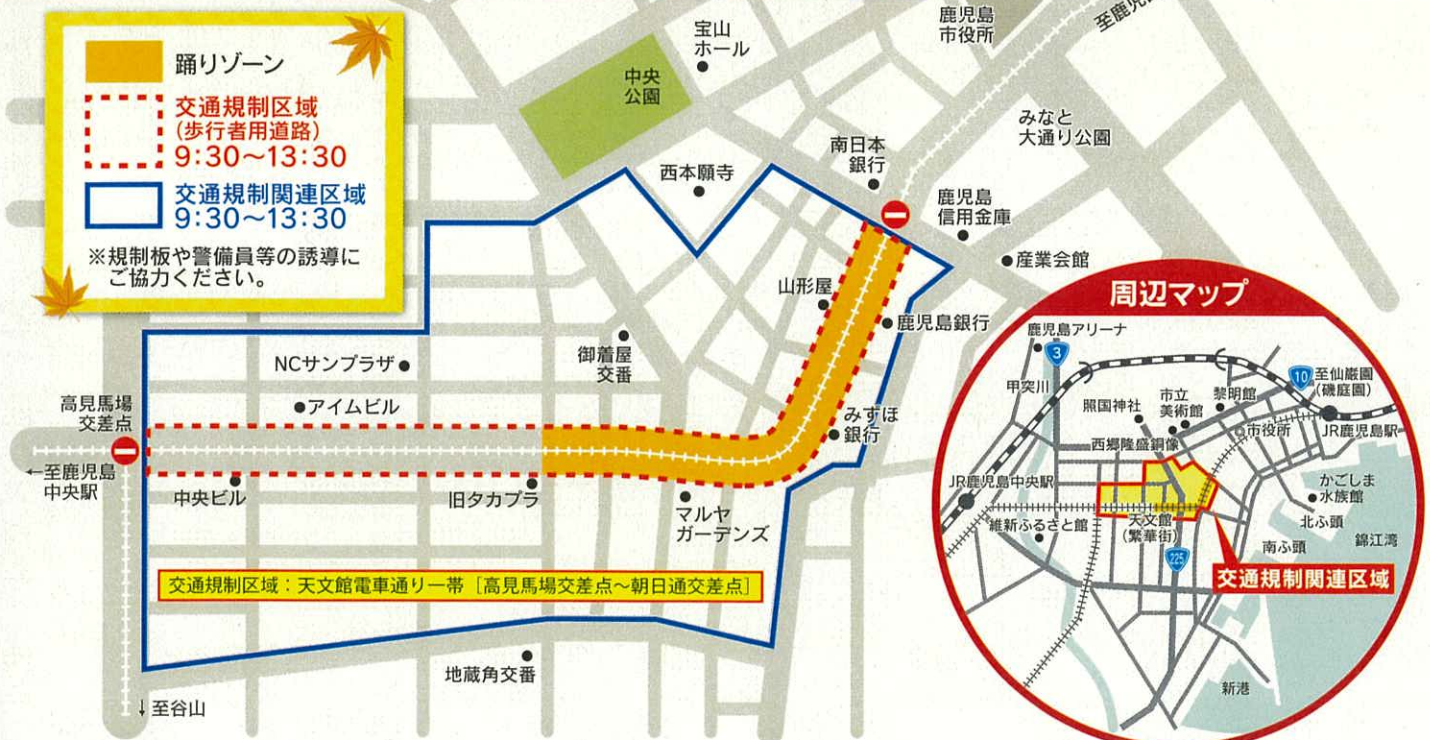 踊りゾーン
交通規制区域
(歩行者用道路)
9:30〜13:30
交通規制関連区域
9:30〜13:30
※規制板や警備員等の誘導に
ご協力ください。
宝山
ホール
鹿児島
市役所
中央
公園
みなと
大通り公園
南日本
銀行
西本願寺
鹿児島
信用金庫
産業会館
山形屋
鹿児島銀行
御着屋
交番
NCサンプラザ
アイムビル
高見馬場
交差点
みずほ
銀行
←至鹿児島
中央駅
中央ビル
旧タカプラ
マルヤ
ガーデンズ
交通規制区域:天文館電車通り一帯［高見馬場交差点〜朝日通交差点］
地蔵角交番
↓至谷山
周辺マップ
鹿児島アリーナ
3
10
至仙巌園
(磯庭園)
甲突川
照国神社
市立
美術館
黎明館
市役所
JR鹿児島駅
西郷隆盛銅像
JR鹿児島中央駅
かごしま
水族館
維新ふるさと館
天文館
(繁華街)
北ふ頭
南ふ頭
錦江湾
225
交通規制関連区域
新港